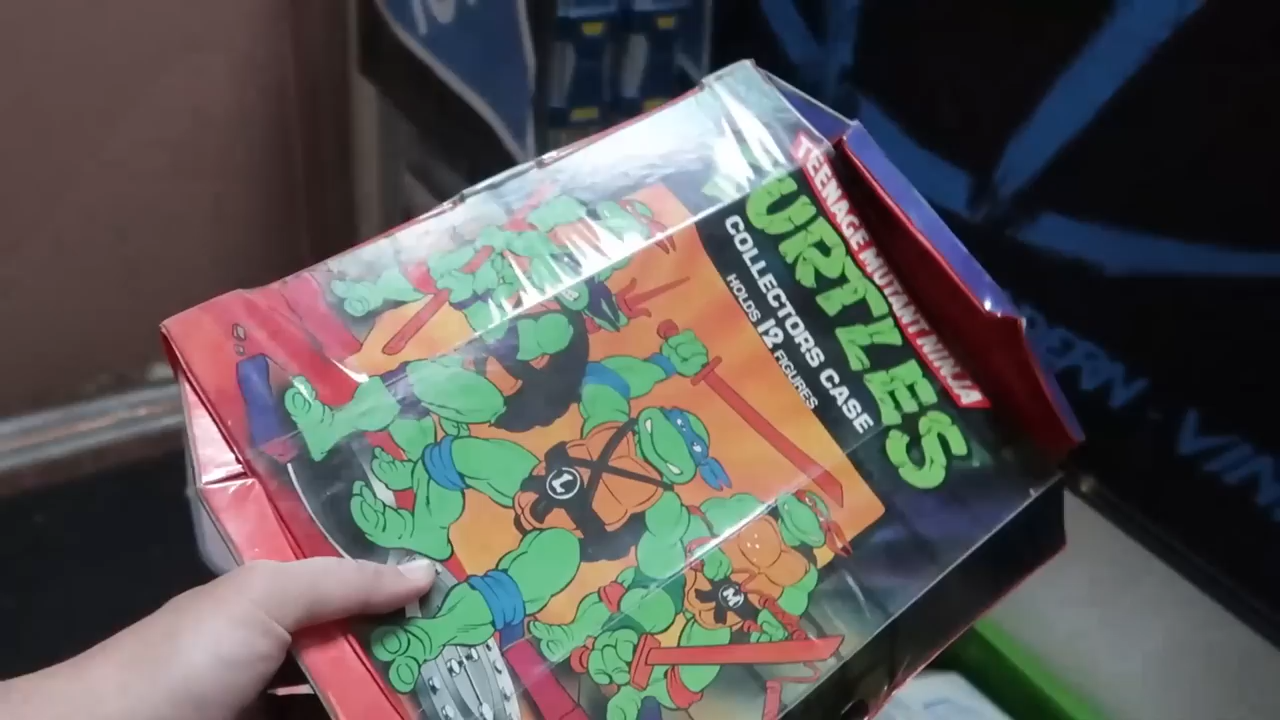 TEENAGE MUTANT NINJA
TURTLES
COLLECTORS CASE
HOLDS 12 FIGURES
L
M